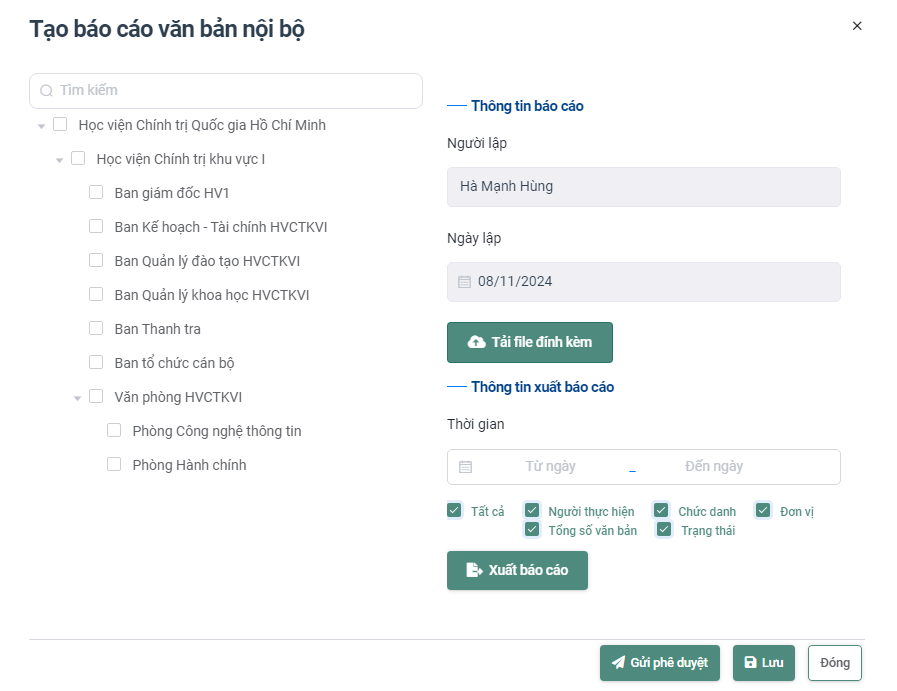 Tạo báo cáo văn bản nội bộ
Tìm kiếm
Học viện Chính trị Quốc gia Hồ Chí Minh
Học viện Chính trị khu vực I
Ban giám đốc HV1
Ban Kế hoạch - Tài chính HVCTKVI
Ban Quản lý đào tạo HVCTKVI
Ban Quản lý khoa học HVCTKVI
Ban Thanh tra
Ban tổ chức cán bộ
Văn phòng HVCTKVI
Phòng Công nghệ thông tin
Phòng Hành chính
Thông tin báo cáo
Người lập
Hà Mạnh Hùng
Ngày lập
08/11/2024
Tải file đính kèm
Thông tin xuất báo cáo
Thời gian
Từ ngày _ Đến ngày
Tất cả Người thực hiện Chức danh Đơn vị
Tổng số văn bản Trạng thái
Xuất báo cáo
Gửi phê duyệt Lưu Đóng